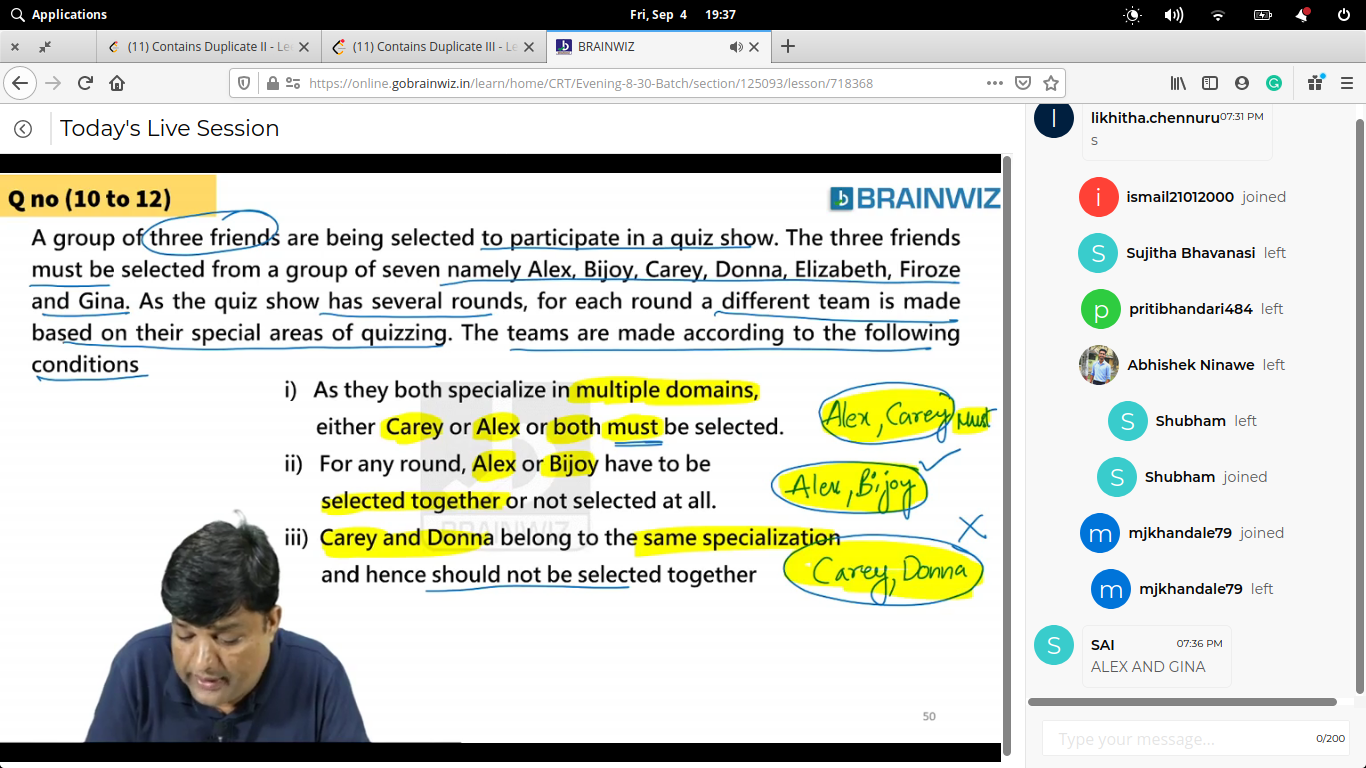 Applications
Fri, Sep 4 19:37
(11) Contains Duplicate II - Le
(11) Contains Duplicate III - Le
BRAINWIZ
https://online.gobrainwiz.in/learn/home/CRT/Evening-8-30-Batch/section/125093/lesson/718368
Today's Live Session
Q no (10 to 12)
BRAINWIZ
A group of three friends are being selected to participate in a quiz show. The three friends
must be selected from a group of seven namely Alex, Bijoy, Carey, Donna, Elizabeth, Firoze
and Gina. As the quiz show has several rounds, for each round a different team is made
based on their special areas of quizzing. The teams are made according to the following
conditions
i) As they both specialize in multiple domains,
either Carey or Alex or both must be selected.
Alex, Carey Must
ii) For any round, Alex or Bijoy have to be
selected together or not selected at all.
Alex, Bijoy
BRAINWIZ
iii) Carey and Donna belong to the same specialization
and hence should not be selected together
Carey, Donna
50
l
likhitha.chennuru 07:31 PM
s
i
ismail21012000 joined
S
Sujitha Bhavanasi left
p
pritibhandari484 left
Abhishek Ninawe left
S
Shubham left
S
Shubham joined
m
mjkhandale79 joined
m
mjkhandale79 left
S
SAI 07:36 PM
ALEX AND GINA
Type your message...
0/200